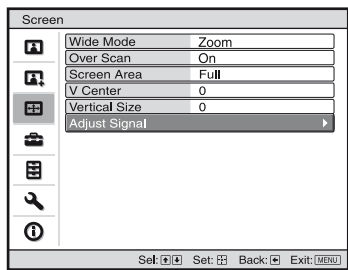 Screen
Wide Mode Zoom
Over Scan On
Screen Area Full
V Center 0
Vertical Size 0
Adjust Signal
Sel: Set: Back: Exit: MENU